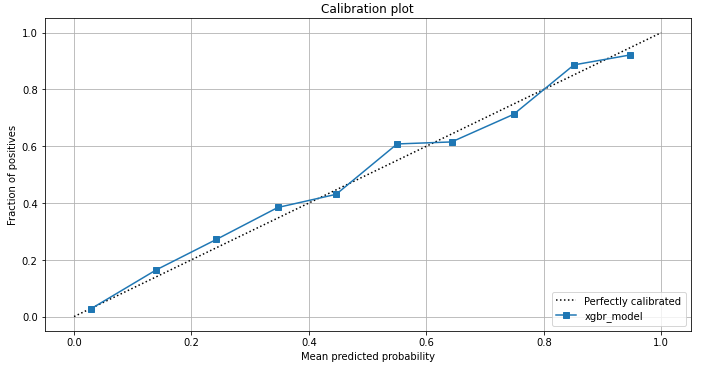 Calibration plot
1.0
0.8
0.6
0.4
0.2
0.0
Fraction of positives
Perfectly calibrated
xgbr_model
0.0 0.2 0.4 0.6 0.8 1.0
Mean predicted probability